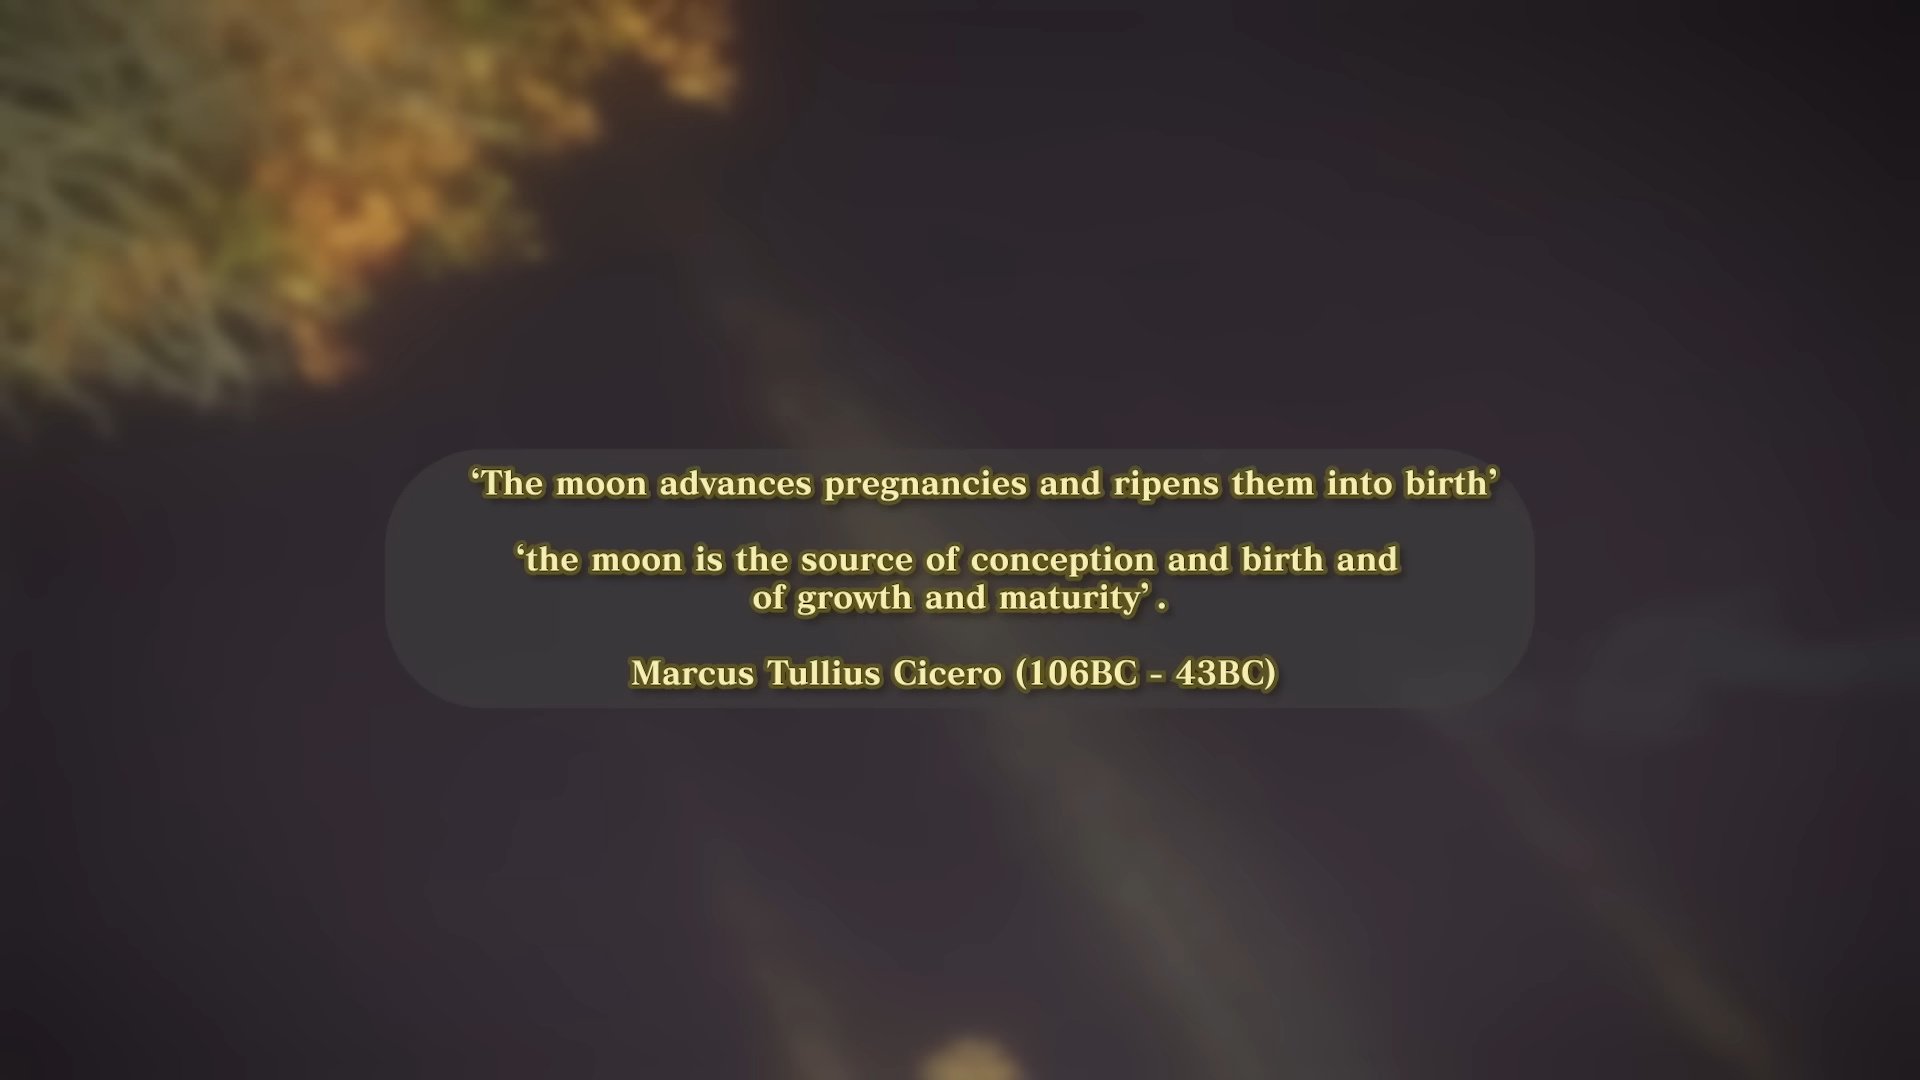 ‘The moon advances pregnancies and ripens them into birth’
‘the moon is the source of conception and birth and
of growth and maturity’ .
Marcus Tullius Cicero (106BC - 43BC)